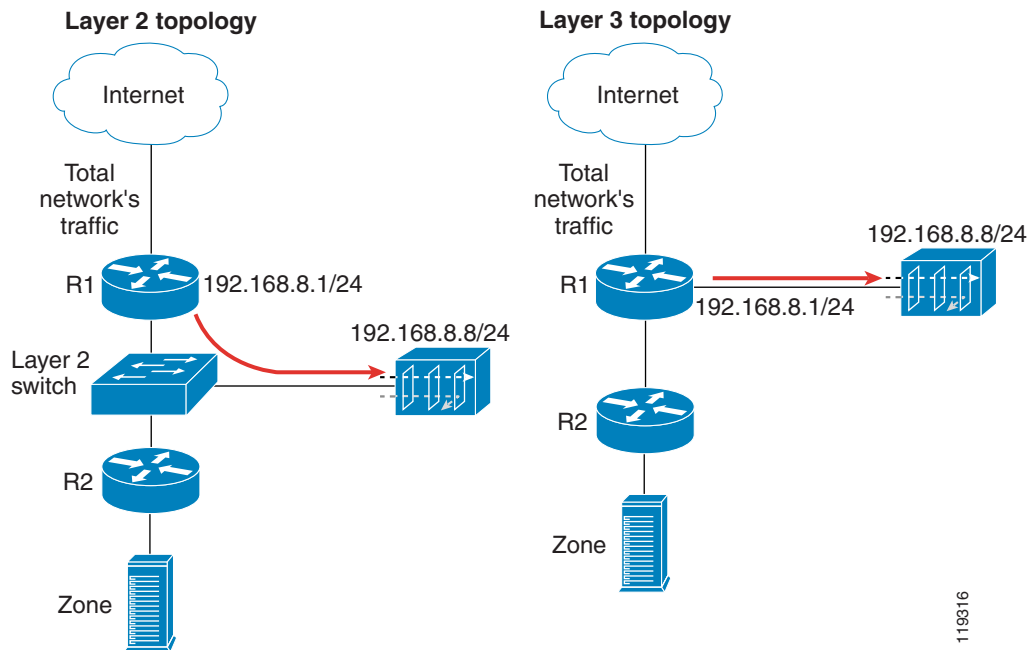 Layer 2 topology
Internet
Total
network's
traffic
R1
192.168.8.1/24
192.168.8.8/24
Layer 2
switch
R2
Zone
Layer 3 topology
Internet
Total
network's
traffic
192.168.8.8/24
R1
192.168.8.1/24
R2
Zone
119316